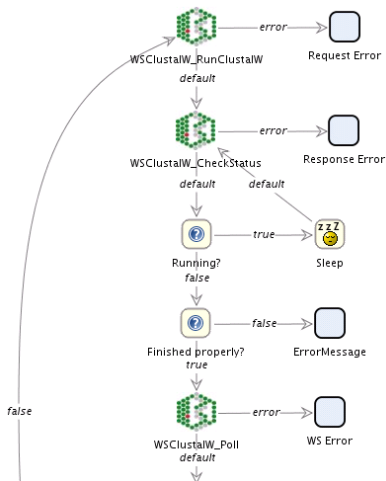 error
Request Error
WSClustalW_RunClustalW
default
error
Response Error
WSClustalW_CheckStatus
default
default
z z Z
true
Running?
Sleep
false
false
Finished properly?
ErrorMessage
true
false
error
WS Error
WSClustalW_Poll
default